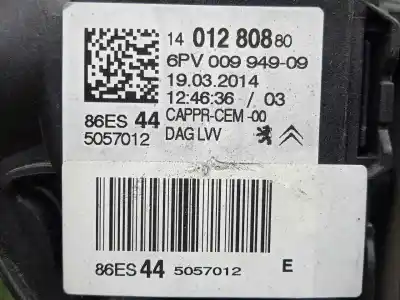 14 012 808 80
6PV 009 949-09
19.03.2014
12:46:36 / 03
86ES 44 CAPPR-CEM-00
5057012 DAG LVV
86ES 44 5057012 E